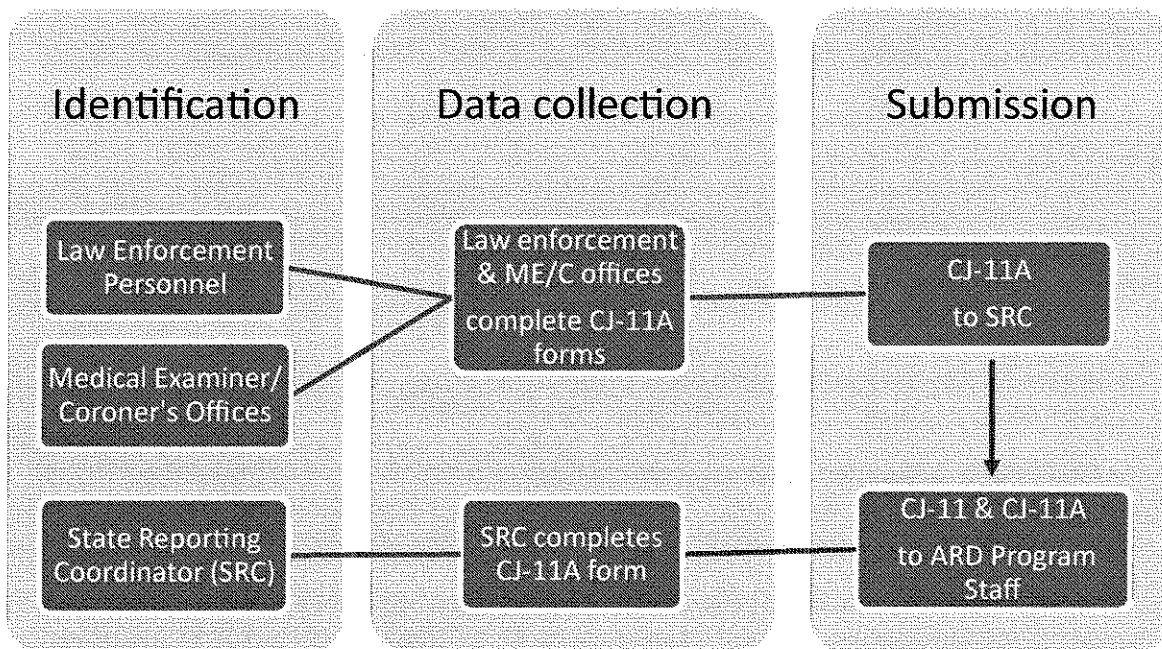 Identification
Data collection
Submission
Law Enforcement
Personnel
Medical Examiner/
Coroner's Offices
State Reporting
Coordinator (SRC)
Law enforcement
& ME/C offices
complete CJ-11A
forms
SRC completes
CJ-11A form
CJ-11A
to SRC
CJ-11 & CJ-11A
to ARD Program
Staff